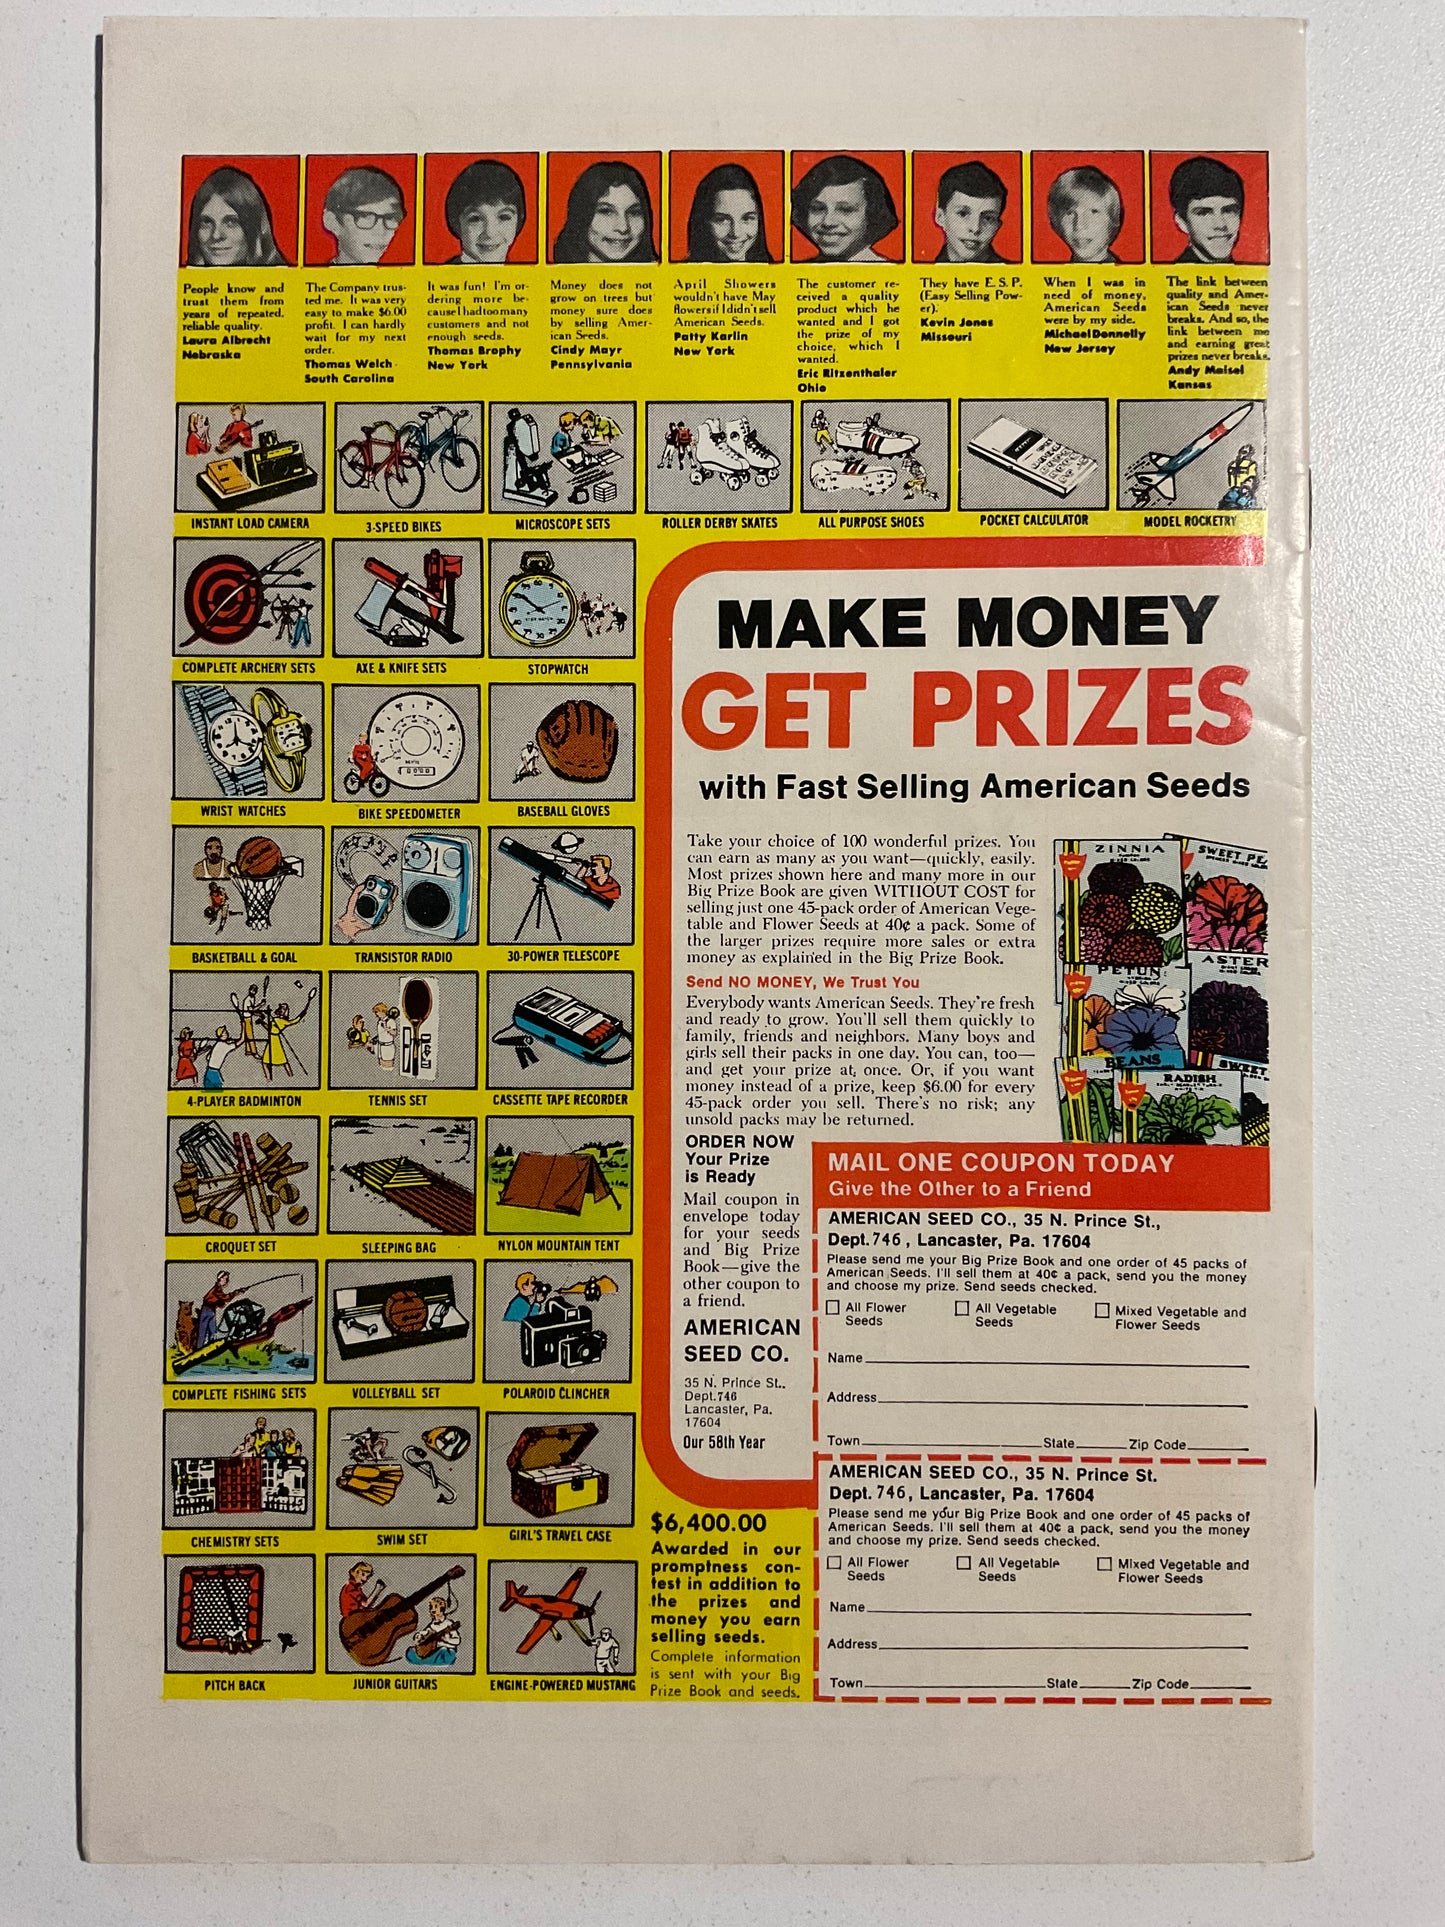 People know and
trust them from
years of repeated,
reliable quality.
Laura Albrecht
Nebraska
The Company trus-
ted me. It was very
easy to make $6.00
profit. I can hardly
wait for my next
order.
Thomas Welch
South Carolina
It was fun! I'm or-
dering more be-
cause I had too many
customers and not
enough seeds.
Thomas Brophy
New York
Money does not
grow on trees but
money sure does
by selling Amer-
ican Seeds.
Cindy Mayr
Pennsylvania
April Showers
wouldn't have May
flowers if I didn't sell
American Seeds.
Patty Karlin
New York
The customer re-
ceived a quality
product which he
wanted and I got
the prize of my
choice, which I
wanted.
Eric Ritzenthaler
Ohio
They have E. S. P.
(Easy Selling Pow-
er).
Kevin Jones
Missouri
When I was in
need of money,
American Seeds
were by my side.
Michael Donnelly
New Jersey
The link between
quality and Amer-
ican Seeds never
breaks. And so, the
link between me
and earning great
prizes never breaks.
Andy Maisel
Kansas
INSTANT LOAD CAMERA
3-SPEED BIKES
MICROSCOPE SETS
ROLLER DERBY SKATES
ALL PURPOSE SHOES
POCKET CALCULATOR
MODEL ROCKETRY
COMPLETE ARCHERY SETS
AXE & KNIFE SETS
STOPWATCH
WRIST WATCHES
BIKE SPEEDOMETER
BASEBALL GLOVES
BASKETBALL & GOAL
TRANSISTOR RADIO
30-POWER TELESCOPE
4-PLAYER BADMINTON
TENNIS SET
CASSETTE TAPE RECORDER
CROQUET SET
SLEEPING BAG
NYLON MOUNTAIN TENT
COMPLETE FISHING SETS
VOLLEYBALL SET
POLAROID CLINCHER
CHEMISTRY SETS
SWIM SET
GIRL'S TRAVEL CASE
PITCH BACK
JUNIOR GUITARS
ENGINE-POWERED MUSTANG
MAKE MONEY
GET PRIZES
with Fast Selling American Seeds
Take your choice of 100 wonderful prizes. You
can earn as many as you want—quickly, easily.
Most prizes shown here and many more in our
Big Prize Book are given WITHOUT COST for
selling just one 45-pack order of American Vege-
table and Flower Seeds at 40¢ a pack. Some of
the larger prizes require more sales or extra
money as explained in the Big Prize Book.
Send NO MONEY, We Trust You
Everybody wants American Seeds. They're fresh
and ready to grow. You'll sell them quickly to
family, friends and neighbors. Many boys and
girls sell their packs in one day. You can, too—
and get your prize at once. Or, if you want
money instead of a prize, keep $6.00 for every
45-pack order you sell. There's no risk; any
unsold packs may be returned.
ZINNIA
SWEET PE
ASTER
PETUN
BEANS
SWEET
RADISH
ORDER NOW
Your Prize
is Ready
Mail coupon in
envelope today
for your seeds
and Big Prize
Book—give the
other coupon to
a friend.
AMERICAN
SEED CO.
35 N. Prince St.,
Dept. 746
Lancaster, Pa.
17604
Our 58th Year
MAIL ONE COUPON TODAY
Give the Other to a Friend
AMERICAN SEED CO., 35 N. Prince St.,
Dept. 746, Lancaster, Pa. 17604
Please send me your Big Prize Book and one order of 45 packs of
American Seeds. I'll sell them at 40¢ a pack, send you the money
and choose my prize. Send seeds checked.
All Flower Seeds
All Vegetable Seeds
Mixed Vegetable and Flower Seeds
Name
Address
Town State Zip Code
AMERICAN SEED CO., 35 N. Prince St.
Dept. 746, Lancaster, Pa. 17604
Please send me your Big Prize Book and one order of 45 packs of
American Seeds. I'll sell them at 40¢ a pack, send you the money
and choose my prize. Send seeds checked.
All Flower Seeds
All Vegetable Seeds
Mixed Vegetable and Flower Seeds
Name
Address
Town State Zip Code
$6,400.00
Awarded in our
promptness con-
test in addition to
the prizes and
money you earn
selling seeds.
Complete information
is sent with your Big
Prize Book and seeds.